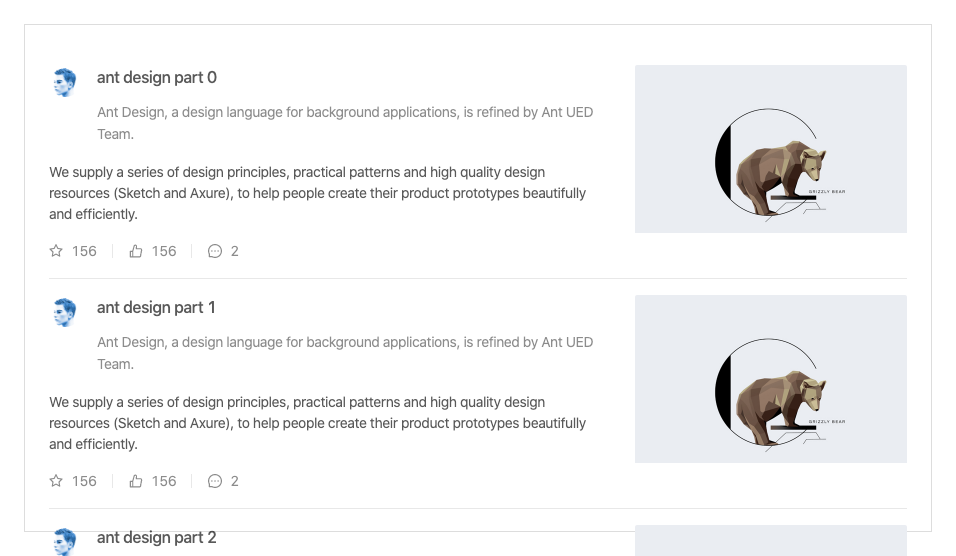 ant design part 0
Ant Design, a design language for background applications, is refined by Ant UED
Team.
We supply a series of design principles, practical patterns and high quality design
resources (Sketch and Axure), to help people create their product prototypes beautifully
and efficiently.
156 156 2
GRIZZLY BEAR
ant design part 1
Ant Design, a design language for background applications, is refined by Ant UED
Team.
We supply a series of design principles, practical patterns and high quality design
resources (Sketch and Axure), to help people create their product prototypes beautifully
and efficiently.
156 156 2
GRIZZLY BEAR
ant design part 2